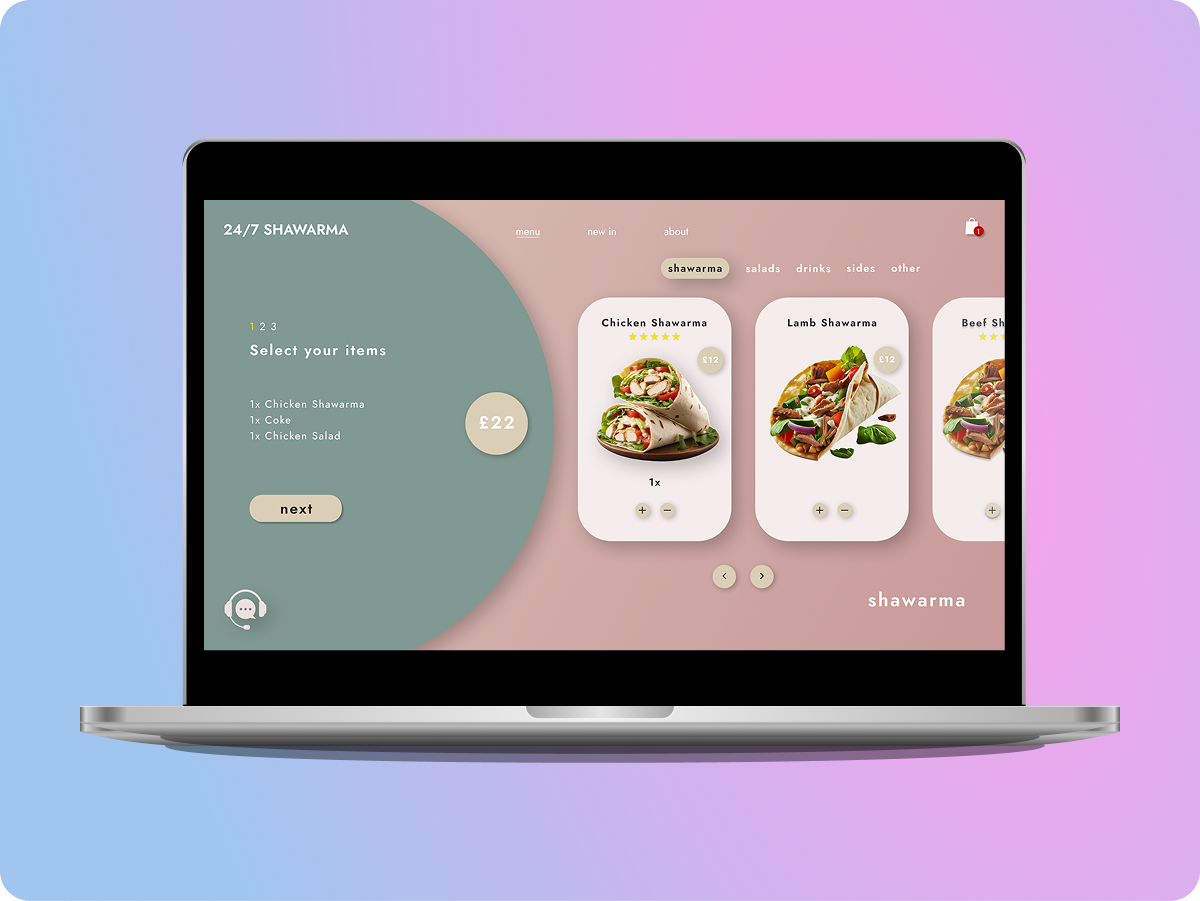 24/7 SHAWARMA
menu new in about
1
shawarma salads drinks sides other
1 2 3
Select your items
1x Chicken Shawarma
1x Coke
1x Chicken Salad
£22
next
Chicken Shawarma
£12
1x
+ −
Lamb Shawarma
£12
+ −
Beef Sh
+
< >
shawarma